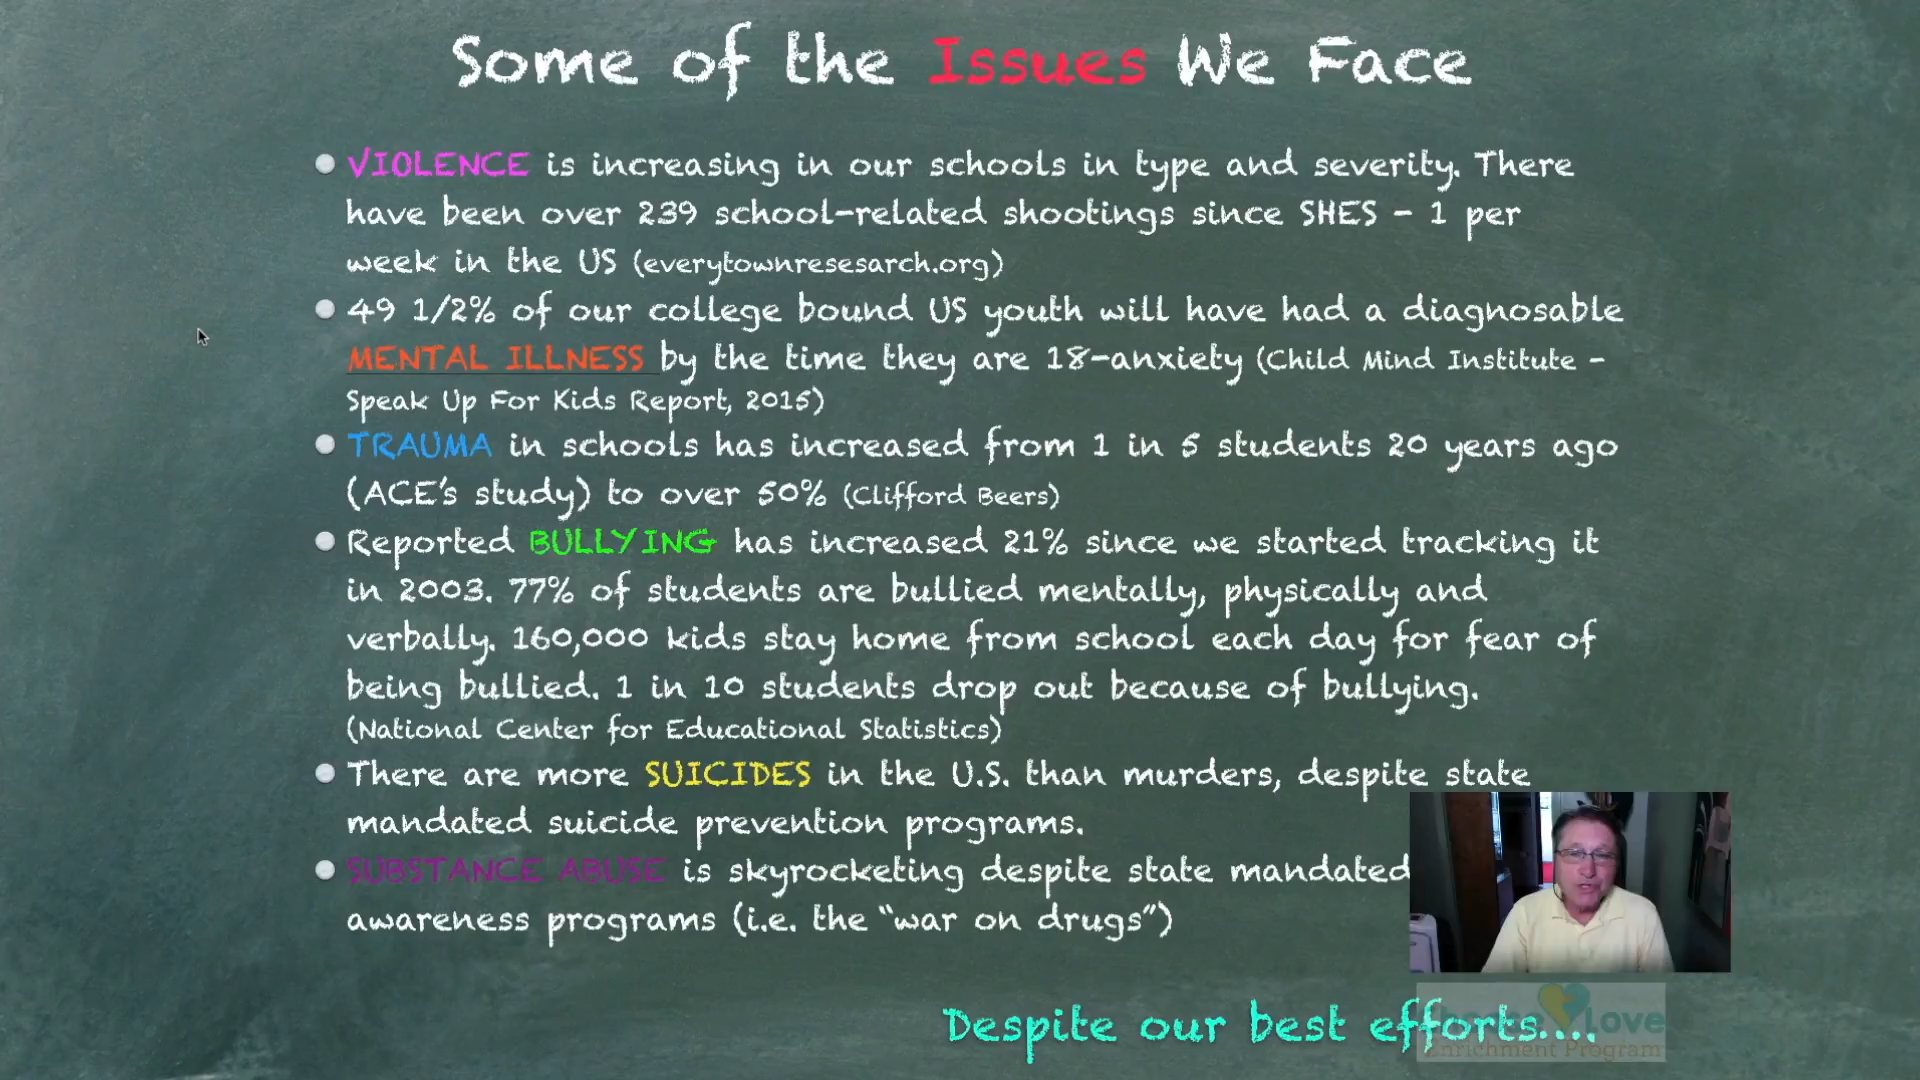 Some of the Issues We Face
VIOLENCE is increasing in our schools in type and severity. There
have been over 239 school-related shootings since SHES - 1 per
week in the US (everytownresesarch.org)
49 1/2% of our college bound US youth will have had a diagnosable
MENTAL ILLNESS by the time they are 18-anxiety (Child Mind Institute -
Speak Up For Kids Report, 2015)
TRAUMA in schools has increased from 1 in 5 students 20 years ago
(ACE's study) to over 50% (Clifford Beers)
Reported BULLYING has increased 21% since we started tracking it
in 2003. 77% of students are bullied mentally, physically and
verbally. 160,000 kids stay home from school each day for fear of
being bullied. 1 in 10 students drop out because of bullying.
(National Center for Educational Statistics)
There are more SUICIDES in the U.S. than murders, despite state
mandated suicide prevention programs.
SUBSTANCE ABUSE is skyrocketing despite state mandated
awareness programs (i.e. the "war on drugs")
Despite our best efforts....
Love
Enrichment Program